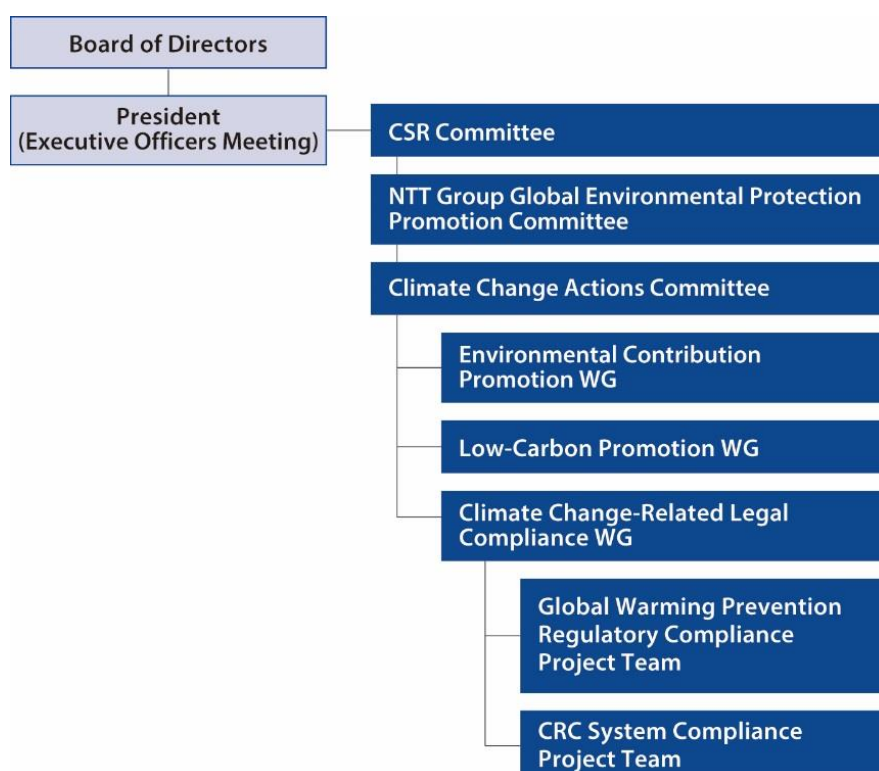 Board of Directors
President
(Executive Officers Meeting)
CSR Committee
NTT Group Global Environmental Protection
Promotion Committee
Climate Change Actions Committee
Environmental Contribution
Promotion WG
Low-Carbon Promotion WG
Climate Change-Related Legal
Compliance WG
Global Warming Prevention
Regulatory Compliance
Project Team
CRC System Compliance
Project Team